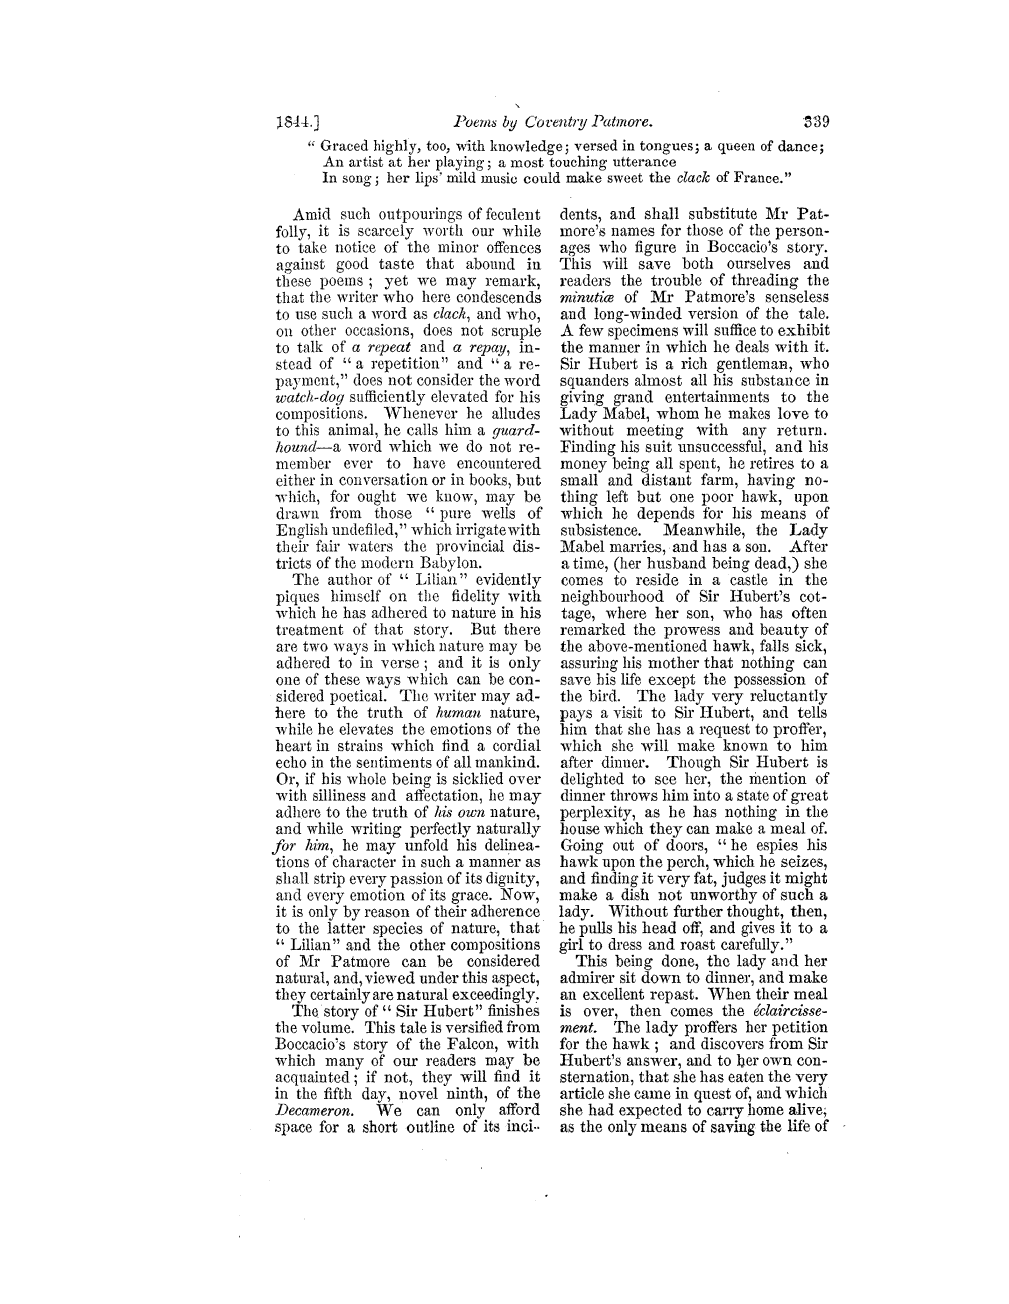 1844.] Poems by Coventry Patmore. 339
“ Graced highly, too, with knowledge; versed in tongues; a queen of dance;
An artist at her playing; a most touching utterance
In song; her lips’ mild music could make sweet the clack of France.”
Amid such outpourings of feculent
folly, it is scarcely worth our while
to take notice of the minor offences
against good taste that abound in
these poems; yet we may remark,
that the writer who here condescends
to use such a word as clack, and who,
on other occasions, does not scruple
to talk of a repeat and a repay, in-
stead of “ a repetition” and “ a re-
payment,” does not consider the word
watch-dog sufficiently elevated for his
compositions. Whenever he alludes
to this animal, he calls him a guard-
hound—a word which we do not re-
member ever to have encountered
either in conversation or in books, but
which, for ought we know, may be
drawn from those “ pure wells of
English undefiled,” which irrigate with
their fair waters the provincial dis-
tricts of the modern Babylon.
The author of “ Lilian” evidently
piques himself on the fidelity with
which he has adhered to nature in his
treatment of that story. But there
are two ways in which nature may be
adhered to in verse; and it is only
one of these ways which can be con-
sidered poetical. The writer may ad-
here to the truth of human nature,
while he elevates the emotions of the
heart in strains which find a cordial
echo in the sentiments of all mankind.
Or, if his whole being is sicklied over
with silliness and affectation, he may
adhere to the truth of his own nature,
and while writing perfectly naturally
for him, he may unfold his delinea-
tions of character in such a manner as
shall strip every passion of its dignity,
and every emotion of its grace. Now,
it is only by reason of their adherence
to the latter species of nature, that
“ Lilian” and the other compositions
of Mr Patmore can be considered
natural, and, viewed under this aspect,
they certainly are natural exceedingly.
The story of “ Sir Hubert” finishes
the volume. This tale is versified from
Boccacio’s story of the Falcon, with
which many of our readers may be
acquainted; if not, they will find it
in the fifth day, novel ninth, of the
Decameron. We can only afford
space for a short outline of its inci-
dents, and shall substitute Mr Pat-
more’s names for those of the person-
ages who figure in Boccacio’s story.
This will save both ourselves and
readers the trouble of threading the
minutiæ of Mr Patmore’s senseless
and long-winded version of the tale.
A few specimens will suffice to exhibit
the manner in which he deals with it.
Sir Hubert is a rich gentleman, who
squanders almost all his substance in
giving grand entertainments to the
Lady Mabel, whom he makes love to
without meeting with any return.
Finding his suit unsuccessful, and his
money being all spent, he retires to a
small and distant farm, having no-
thing left but one poor hawk, upon
which he depends for his means of
subsistence. Meanwhile, the Lady
Mabel marries, and has a son. After
a time, (her husband being dead,) she
comes to reside in a castle in the
neighbourhood of Sir Hubert’s cot-
tage, where her son, who has often
remarked the prowess and beauty of
the above-mentioned hawk, falls sick,
assuring his mother that nothing can
save his life except the possession of
the bird. The lady very reluctantly
pays a visit to Sir Hubert, and tells
him that she has a request to proffer,
which she will make known to him
after dinner. Though Sir Hubert is
delighted to see her, the mention of
dinner throws him into a state of great
perplexity, as he has nothing in the
house which they can make a meal of.
Going out of doors, “ he espies his
hawk upon the perch, which he seizes,
and finding it very fat, judges it might
make a dish not unworthy of such a
lady. Without further thought, then,
he pulls his head off, and gives it to a
girl to dress and roast carefully.”
This being done, the lady and her
admirer sit down to dinner, and make
an excellent repast. When their meal
is over, then comes the éclaircisse-
ment. The lady proffers her petition
for the hawk; and discovers from Sir
Hubert’s answer, and to her own con-
sternation, that she has eaten the very
article she came in quest of, and which
she had expected to carry home alive,
as the only means of saving the life of